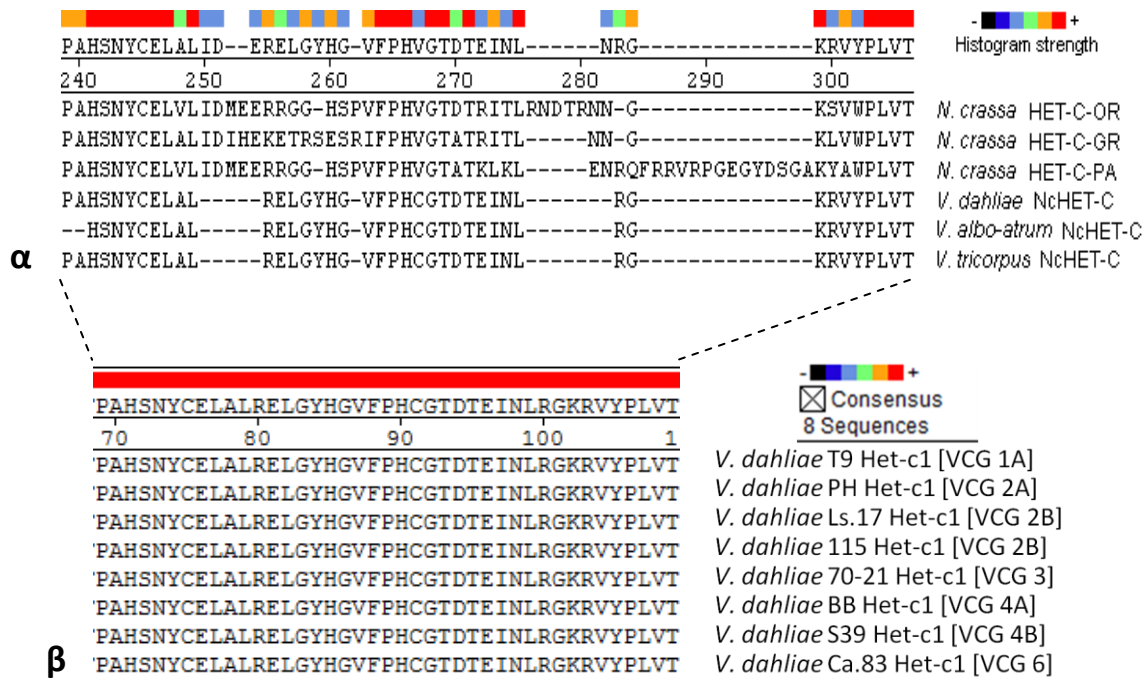 PAHSNYCELALID--ERELGYHG-VFPHVGTDTEINL------NRG--------------KRVYPLVT
- +
Histogram strength
240 250 260 270 280 290 300
PAHSNYCELVLIDMEERRGG-HSPVFPHVGTDTRITLRNDTRNN-G--------------KSVWPLVT N. crassa HET-C-OR
PAHSNYCELVLIDIHEKETRSESRIFPHVGTATRITL-----NN-G--------------KLVWPLVT N. crassa HET-C-GR
PAHSNYCELVLIDMEERRGG-HSPVFPHVGTATKLKL-----ENRQFRRVRPGEGYDSGAKYAWPLVT N. crassa HET-C-PA
PAHSNYCELAL-----RELGYHG-VFPHCGTDTEINL-------RG--------------KRVYPLVT V. dahliae NcHET-C
--HSNYCELAL-----RELGYHG-VFPHCGTDTEINL-------RG--------------KRVYPLVT V. albo-atrum NcHET-C
α PAHSNYCELAL-----RELGYHG-VFPHCGTDTEINL-------RG--------------KRVYPLVT V. tricorpus NcHET-C
- +
Consensus
8 Sequences
PAHSNYCELALRELGYHGVFPHCGTDTEINLRGKRVYPLVT
70 80 90 100 1
PAHSNYCELALRELGYHGVFPHCGTDTEINLRGKRVYPLVT V. dahliae T9 Het-c1 [VCG 1A]
PAHSNYCELALRELGYHGVFPHCGTDTEINLRGKRVYPLVT V. dahliae PH Het-c1 [VCG 2A]
PAHSNYCELALRELGYHGVFPHCGTDTEINLRGKRVYPLVT V. dahliae Ls.17 Het-c1 [VCG 2B]
PAHSNYCELALRELGYHGVFPHCGTDTEINLRGKRVYPLVT V. dahliae 115 Het-c1 [VCG 2B]
PAHSNYCELALRELGYHGVFPHCGTDTEINLRGKRVYPLVT V. dahliae 70-21 Het-c1 [VCG 3]
PAHSNYCELALRELGYHGVFPHCGTDTEINLRGKRVYPLVT V. dahliae BB Het-c1 [VCG 4A]
PAHSNYCELALRELGYHGVFPHCGTDTEINLRGKRVYPLVT V. dahliae S39 Het-c1 [VCG 4B]
β PAHSNYCELALRELGYHGVFPHCGTDTEINLRGKRVYPLVT V. dahliae Ca.83 Het-c1 [VCG 6]